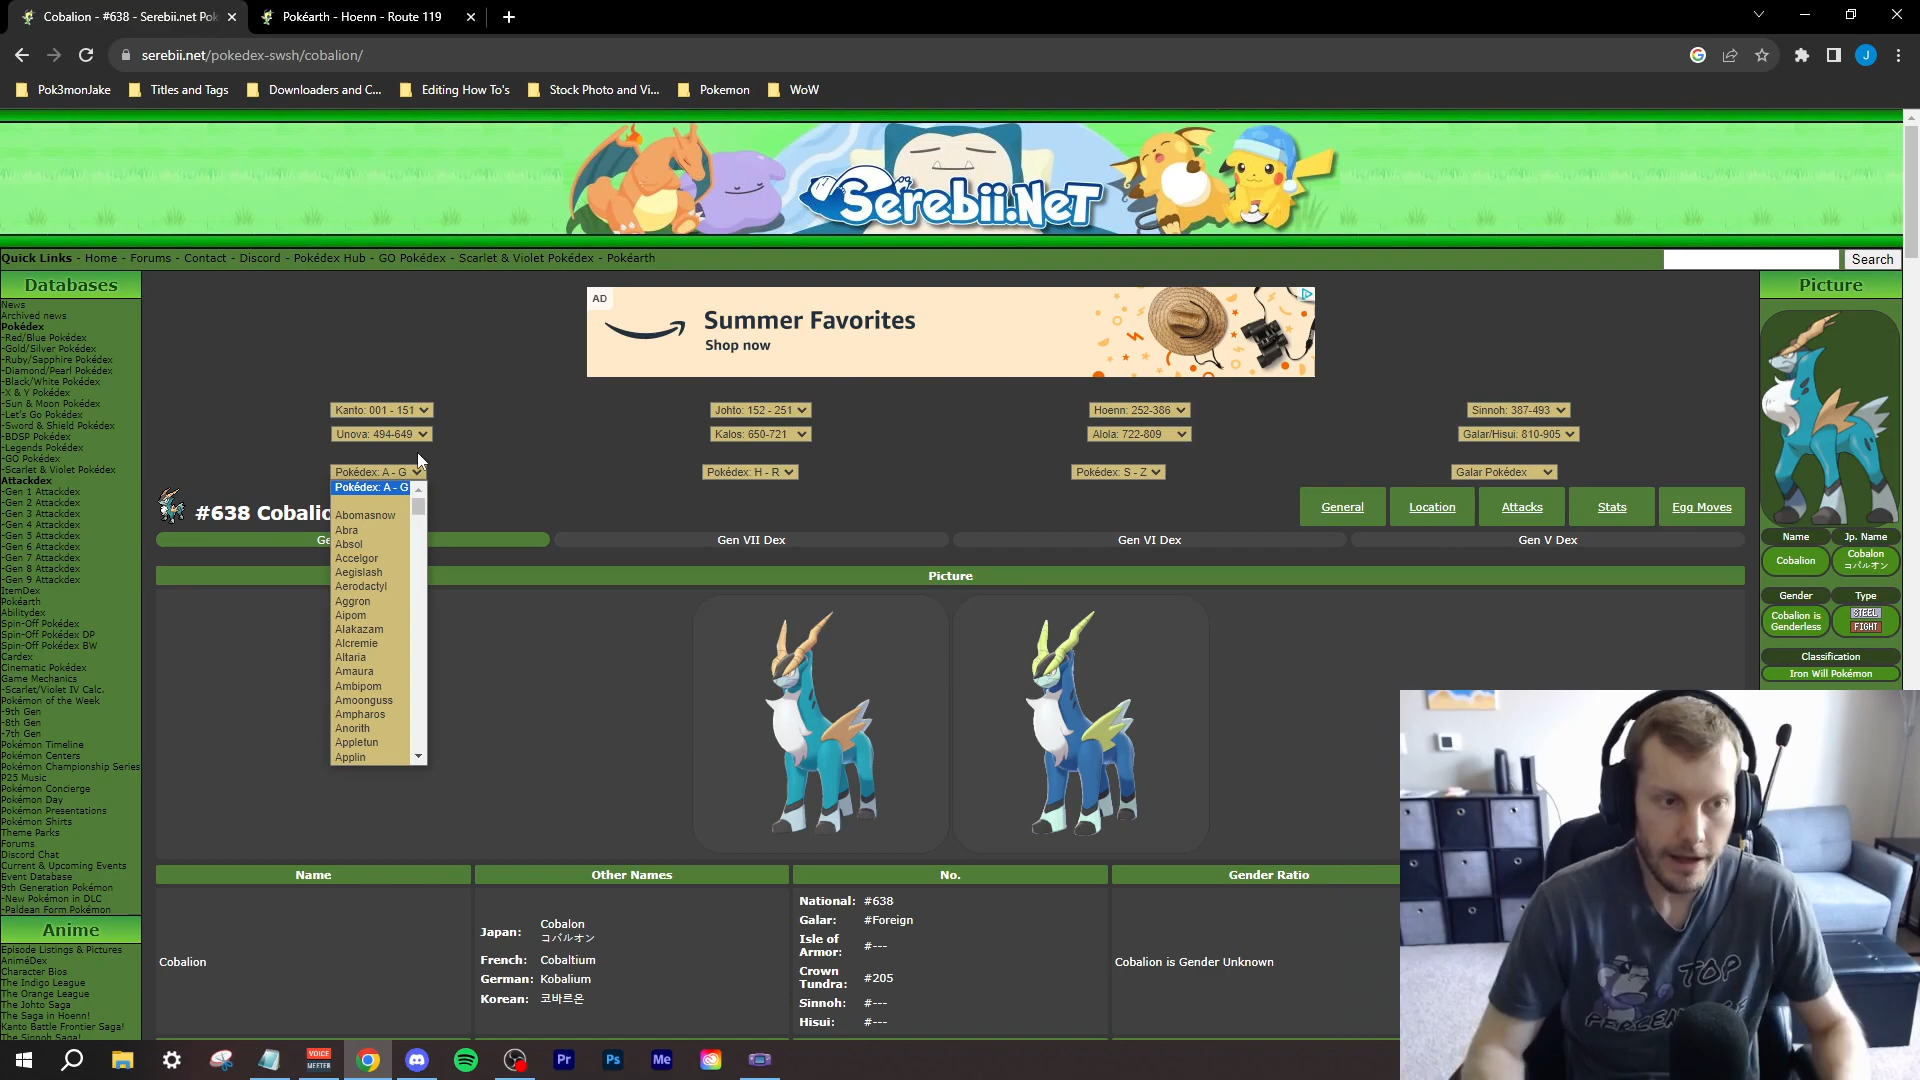 Cobalion - #638 - Serebii.net Pok
Pokéarth - Hoenn - Route 119
serebii.net/pokedex-swsh/cobalion/
J
Pok3monJake
Titles and Tags
Downloaders and C...
Editing How To's
Stock Photo and Vi...
Pokemon
WoW
Serebii.NeT
Quick Links - Home - Forums - Contact - Discord - Pokédex Hub - GO Pokédex - Scarlet & Violet Pokédex - Pokéarth
Search
Databases
News
Archived news
Pokédex
-Red/Blue Pokédex
-Gold/Silver Pokédex
-Ruby/Sapphire Pokédex
-Diamond/Pearl Pokédex
-Black/White Pokédex
-X & Y Pokédex
-Sun & Moon Pokédex
-Let's Go Pokédex
-Sword & Shield Pokédex
-BDSP Pokédex
-Legends Pokédex
-GO Pokédex
-Scarlet & Violet Pokédex
Attackdex
-Gen 1 Attackdex
-Gen 2 Attackdex
-Gen 3 Attackdex
-Gen 4 Attackdex
-Gen 5 Attackdex
-Gen 6 Attackdex
-Gen 7 Attackdex
-Gen 8 Attackdex
-Gen 9 Attackdex
ItemDex
Pokéarth
Abilitydex
Spin-Off Pokédex
Spin-Off Pokédex DP
Spin-Off Pokédex BW
Cardex
Cinematic Pokédex
Game Mechanics
-Scarlet/Violet IV Calc.
Pokémon of the Week
-9th Gen
-8th Gen
-7th Gen
Pokémon Timeline
Pokémon Centers
Pokémon Championship Series
P25 Music
Pokémon Concierge
Pokémon Day
Pokémon Presentations
Pokémon Shirts
Theme Parks
Forums
Discord Chat
Current & Upcoming Events
Event Database
9th Generation Pokémon
-New Pokémon in DLC
-Paldean Form Pokémon
Anime
Episode Listings & Pictures
AniméDex
Character Bios
The Indigo League
The Orange League
The Johto Saga
The Saga in Hoenn!
Kanto Battle Frontier Saga!
The Sinnoh Saga!
AD
Summer Favorites
Shop now
Kanto: 001 - 151
Johto: 152 - 251
Hoenn: 252-386
Sinnoh: 387-493
Unova: 494-649
Kalos: 650-721
Alola: 722-809
Galar/Hisui: 810-905
Pokédex: A - G
Pokédex: H - R
Pokédex: S - Z
Galar Pokédex
Pokédex: A - G
Abomasnow
Abra
Absol
Accelgor
Aegislash
Aerodactyl
Aggron
Aipom
Alakazam
Alcremie
Altaria
Amaura
Ambipom
Amoonguss
Ampharos
Anorith
Appletun
Applin
#638 Cobalio
General
Location
Attacks
Stats
Egg Moves
Ge
Gen VII Dex
Gen VI Dex
Gen V Dex
Picture
Name
Other Names
No.
Gender Ratio
Cobalion
Japan: Cobalon
コバルオン
French: Cobaltium
German: Kobalium
Korean: 코바르온
National: #638
Galar: #Foreign
Isle of Armor: #---
Crown Tundra: #205
Sinnoh: #---
Hisui: #---
Cobalion is Gender Unknown
Picture
Name
Jp. Name
Cobalion
Cobalon
コバルオン
Gender
Type
Cobalion is Genderless
STEEL
FIGHT
Classification
Iron Will Pokémon
TOP
PERCENTAGE
VOICE
MEETER
Pr
Ps
Me